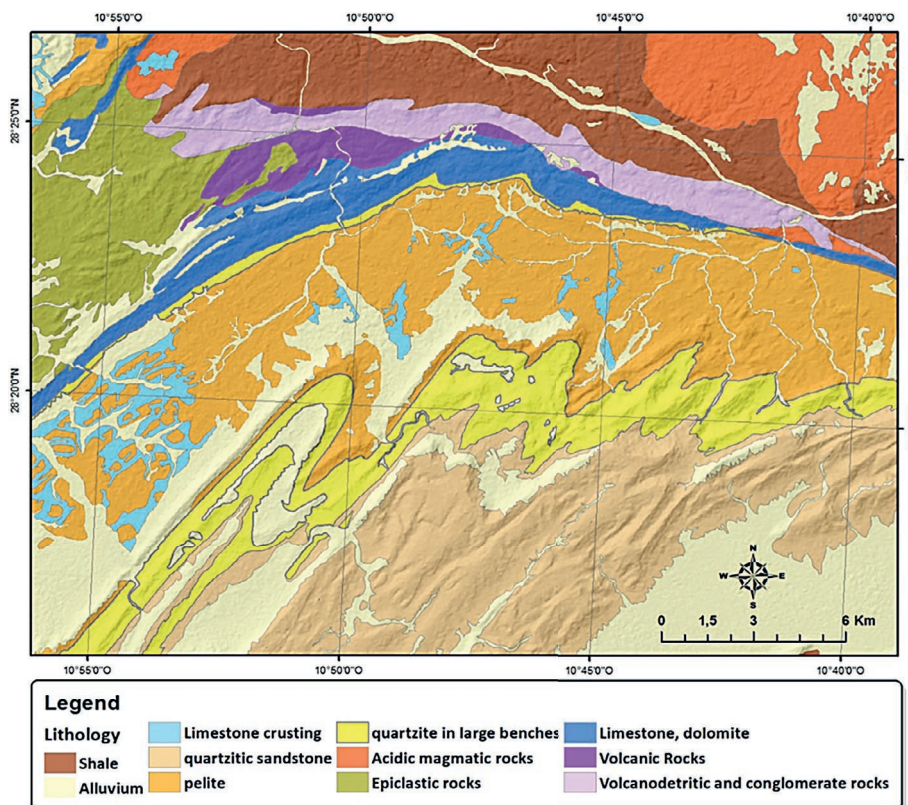 10°55'0"O 10°50'0"O 10°45'0"O 10°40'0"O
28°25'0"N
28°20'0"N
N
W E
S
0 1,5 3 6 Km
10°55'0"O 10°50'0"O 10°45'0"O 10°40'0"O
Legend
Lithology
Shale
Alluvium
Limestone crusting
quartzitic sandstone
pelite
quartzite in large benches
Acidic magmatic rocks
Epiclastic rocks
Limestone, dolomite
Volcanic Rocks
Volcanodetritic and conglomerate rocks